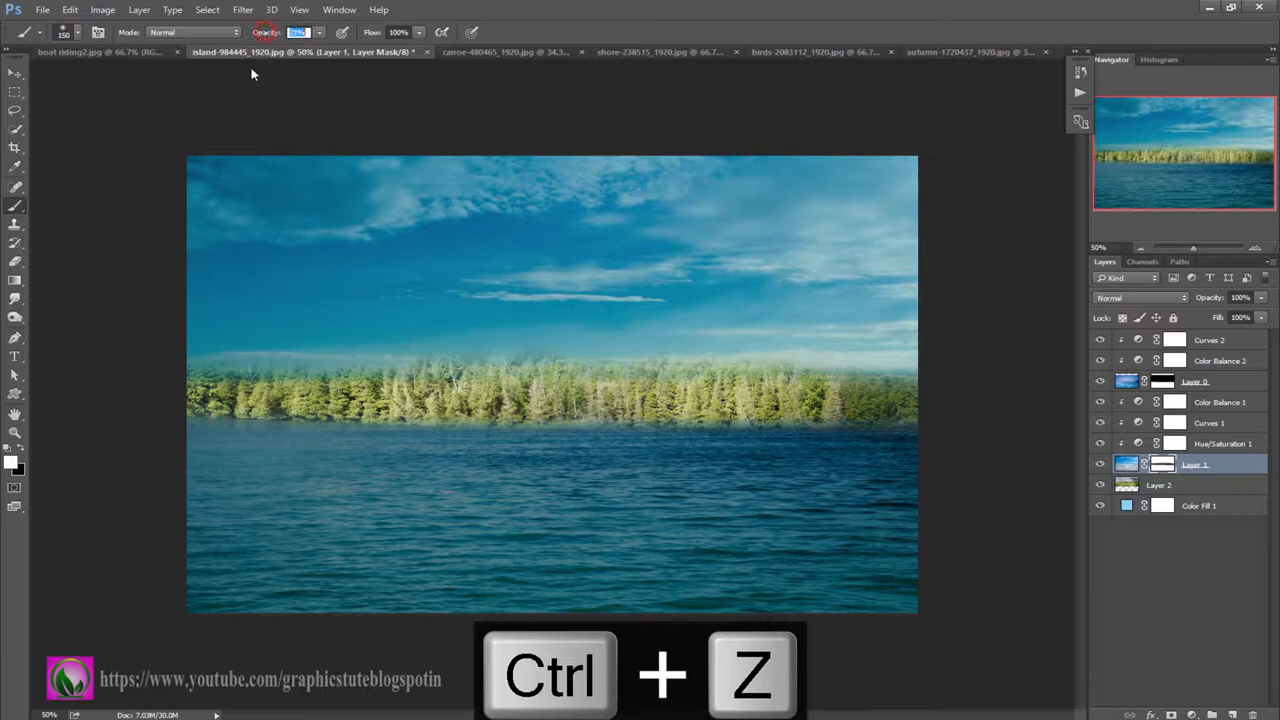 Ps File Edit Image Layer Type Select Filter 3D View Window Help
150 Mode: Normal Opacity: Flow: 100%
boat riding2.jpg @ 66.7% (RG... × island-984445_1920.jpg @ 50% (Layer 1, Layer Mask/8) * × canoe-480465_1920.jpg @ 34.3... × shore-238515_1920.jpg @ 66.7... × birds-2083112_1920.jpg @ 66.7... × autumn-1720437_1920.jpg @ 3... ×
Navigator Histogram
50%
Layers Channels Paths
Kind
Normal Opacity: 100%
Lock: Fill: 100%
Curves 2
Color Balance 2
Layer 0
Color Balance 1
Curves 1
Hue/Saturation 1
Layer 1
Layer 2
Color Fill 1
Ctrl + Z
https://www.youtube.com/graphicstuteblogspotin
50% Doc: 7.03M/30.0M